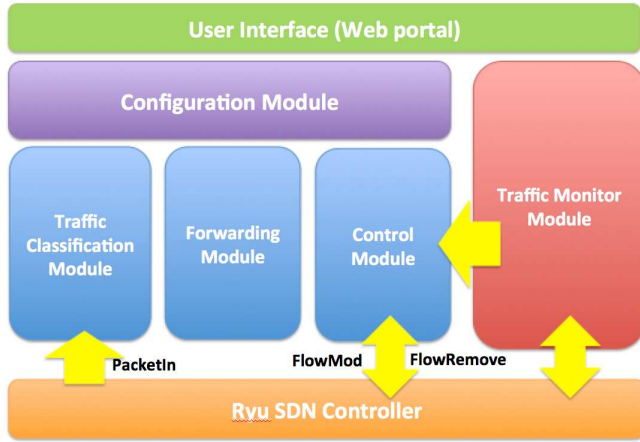 User Interface (Web portal)
Configuration Module
Traffic
Classification
Module
Forwarding
Module
Control
Module
Traffic Monitor
Module
PacketIn
FlowMod
FlowRemove
Ryu SDN Controller